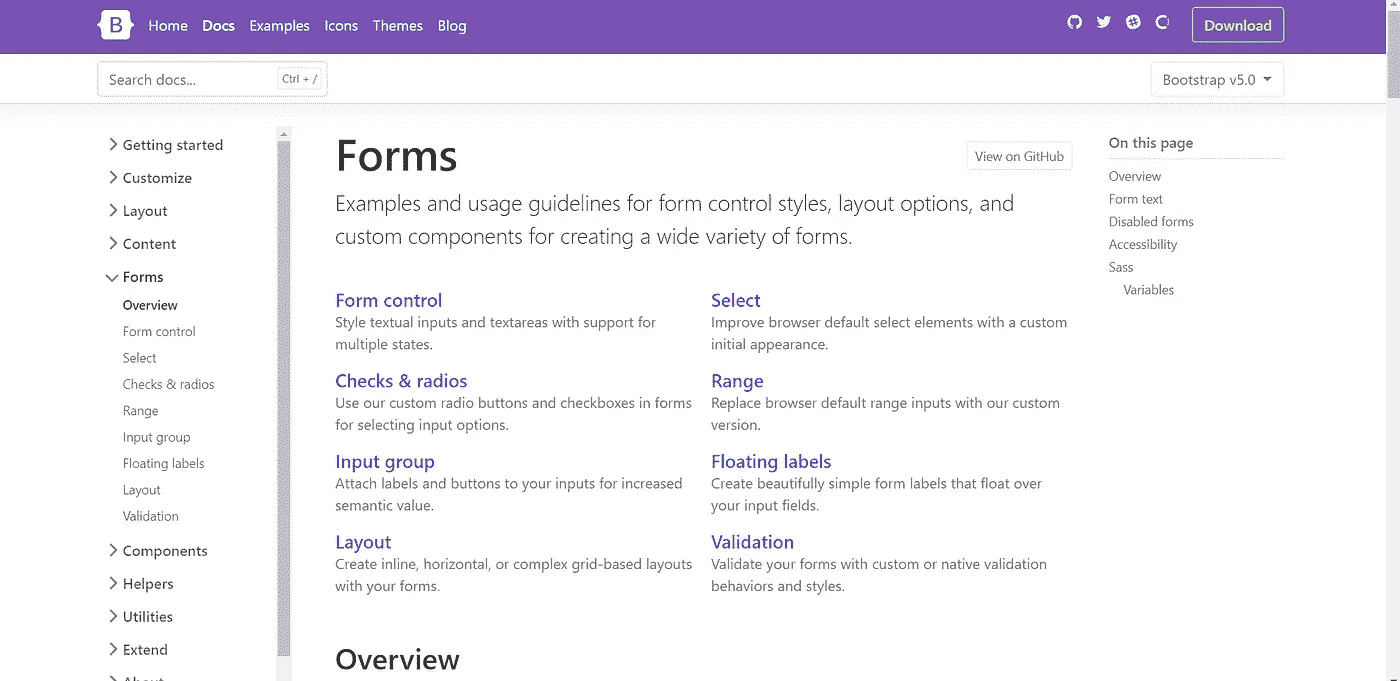 B Home Docs Examples Icons Themes Blog Download
Search docs... Ctrl + / Bootstrap v5.0
Getting started
Customize
Layout
Content
Forms
Overview
Form control
Select
Checks & radios
Range
Input group
Floating labels
Layout
Validation
Components
Helpers
Utilities
Extend
About
Forms
View on GitHub
Examples and usage guidelines for form control styles, layout options, and
custom components for creating a wide variety of forms.
Form control
Style textual inputs and textareas with support for
multiple states.
Select
Improve browser default select elements with a custom
initial appearance.
Checks & radios
Use our custom radio buttons and checkboxes in forms
for selecting input options.
Range
Replace browser default range inputs with our custom
version.
Input group
Attach labels and buttons to your inputs for increased
semantic value.
Floating labels
Create beautifully simple form labels that float over
your input fields.
Layout
Create inline, horizontal, or complex grid-based layouts
with your forms.
Validation
Validate your forms with custom or native validation
behaviors and styles.
Overview
On this page
Overview
Form text
Disabled forms
Accessibility
Sass
Variables